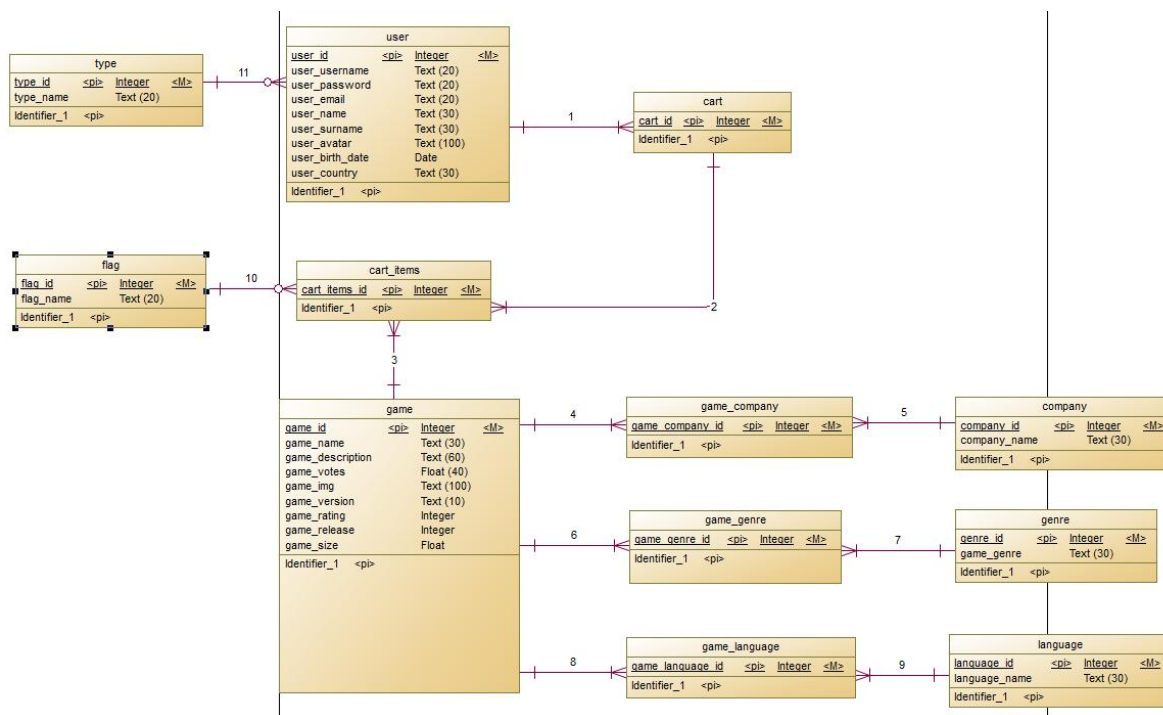 type
type_id <pi> Integer <M>
type_name Text (20)
Identifier_1 <pi>
11
user
user_id <pi> Integer <M>
user_username Text (20)
user_password Text (20)
user_email Text (20)
user_name Text (30)
user_surname Text (30)
user_avatar Text (100)
user_birth_date Date
user_country Text (30)
Identifier_1 <pi>
1
cart
cart_id <pi> Integer <M>
Identifier_1 <pi>
2
flag
flag_id <pi> Integer <M>
flag_name Text (20)
Identifier_1 <pi>
10
cart_items
cart_items_id <pi> Integer <M>
Identifier_1 <pi>
3
game
game_id <pi> Integer <M>
game_name Text (30)
game_description Text (60)
game_votes Float (40)
game_img Text (100)
game_version Text (10)
game_rating Integer
game_release Integer
game_size Float
Identifier_1 <pi>
4
game_company
game_company_id <pi> Integer <M>
Identifier_1 <pi>
5
company
company_id <pi> Integer <M>
company_name Text (30)
Identifier_1 <pi>
6
game_genre
game_genre_id <pi> Integer <M>
Identifier_1 <pi>
7
genre
genre_id <pi> Integer <M>
game_genre Text (30)
Identifier_1 <pi>
8
game_language
game_language_id <pi> Integer <M>
Identifier_1 <pi>
9
language
language_id <pi> Integer <M>
language_name Text (30)
Identifier_1 <pi>